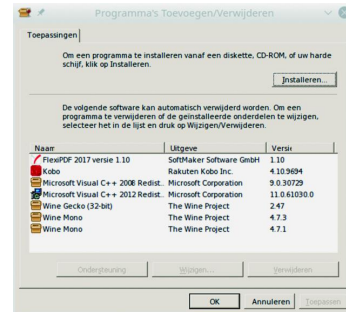 Programma's Toevoegen/Verwijderen
Toepassingen
Om een programma te installeren vanaf een diskette, CD-ROM, of uw harde
schijf, klik op Installeren.
Installeren...
De volgende software kan automatisch verwijderd worden. Om een
programma te verwijderen of de geïnstalleerde onderdelen te wijzigen,
selecteer het in de lijst en druk op Wijzigen/Verwijderen.
Naam Uitgeve Versie
FlexiPDF 2017 versie 1.10 SoftMaker Software GmbH 1.10
Kobo Rakuten Kobo Inc. 4.10.9694
Microsoft Visual C++ 2008 Redist.. Microsoft Corporation 9.0.30729
Microsoft Visual C++ 2012 Redist.. Microsoft Corporation 11.0.61030.0
Wine Gecko (32-bit) The Wine Project 2.47
Wine Mono The Wine Project 4.7.3
Wine Mono The Wine Project 4.7.1
Ondersteuning Wijzigen... Verwijderen
OK Annuleren Toepassen